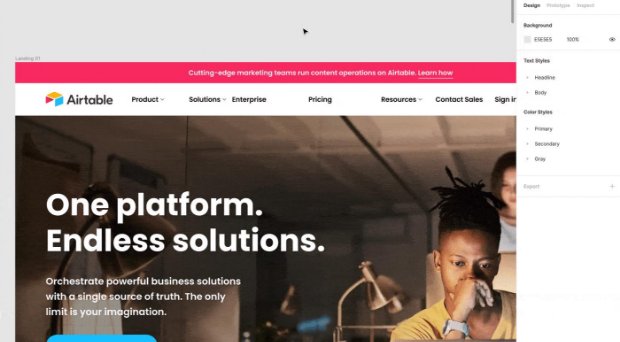 Design Prototype Inspect
Background
E5E5E5 100%
Text Styles
Headline
Body
Color Styles
Primary
Secondary
Gray
Export
Landing 01
Cutting-edge marketing teams run content operations on Airtable. Learn how
Airtable Product Solutions Enterprise Pricing Resources Contact Sales Sign in
One platform.
Endless solutions.
Orchestrate powerful business solutions
with a single source of truth. The only
limit is your imagination.